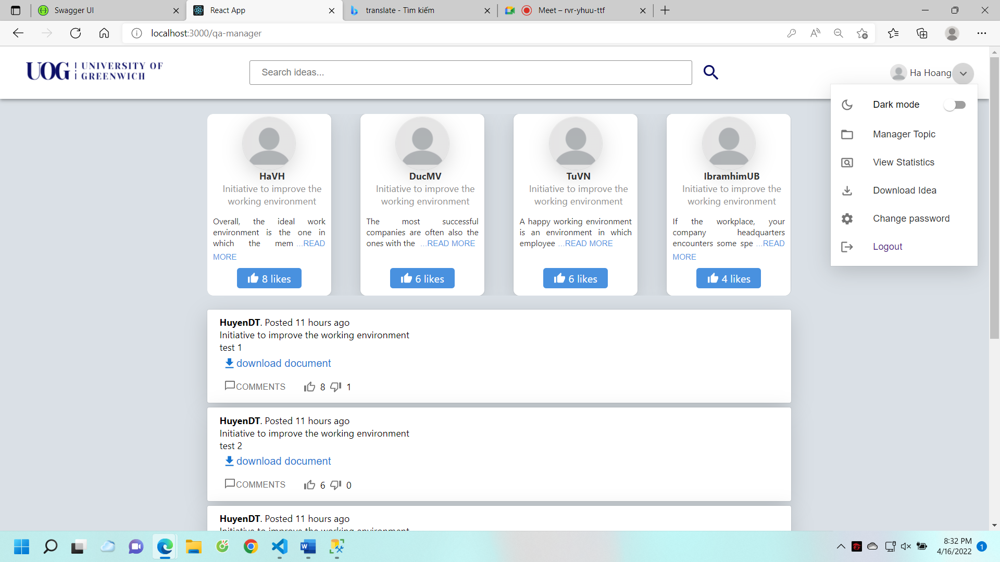 Swagger UI
React App
translate - Tìm kiếm
Meet – rvr-yhuu-ttf
localhost:3000/qa-manager
UOG UNIVERSITY OF GREENWICH
Search ideas...
Ha Hoang
Dark mode
Manager Topic
View Statistics
Download Idea
Change password
Logout
HaVH
Initiative to improve the
working environment
Overall, the ideal work
environment is the one in
which the mem ...READ
MORE
8 likes
DucMV
Initiative to improve the
working environment
The most successful
companies are often also the
ones with the ...READ MORE
6 likes
TuVN
Initiative to improve the
working environment
A happy working environment
is an environment in which
employee ...READ MORE
6 likes
IbramhimUB
Initiative to improve the
working environment
If the workplace, your
company headquarters
encounters some spe ...READ
MORE
4 likes
HuyenDT. Posted 11 hours ago
Initiative to improve the working environment
test 1
download document
COMMENTS 8 1
HuyenDT. Posted 11 hours ago
Initiative to improve the working environment
test 2
download document
COMMENTS 6 0
HuyenDT. Posted 11 hours ago
Initiative to improve the working environment
8:32 PM
4/16/2022
1